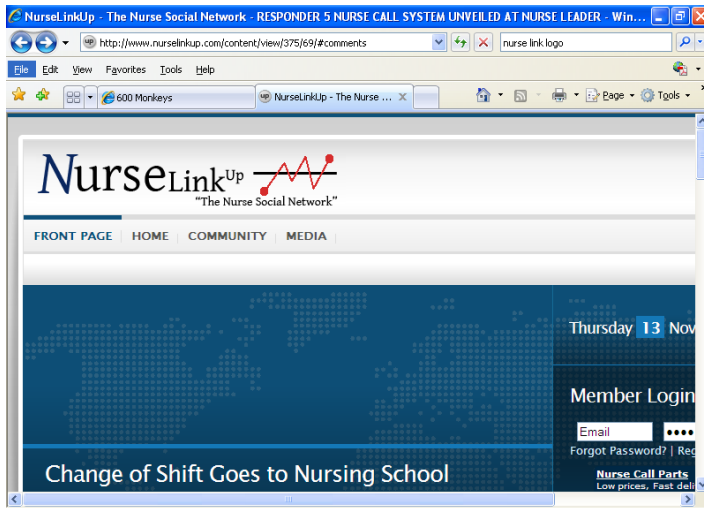 NurseLinkUp - The Nurse Social Network - RESPONDER 5 NURSE CALL SYSTEM UNVEILED AT NURSE LEADER - Win...
http://www.nurselinkup.com/content/view/375/69/#comments
nurse link logo
File Edit View Favorites Tools Help
600 Monkeys
NurseLinkUp - The Nurse ...
Page
Tools
NurseLinkUp
"The Nurse Social Network"
FRONT PAGE HOME COMMUNITY MEDIA
Thursday 13 Nov
Member Login
Email
Forgot Password? | Reg
Nurse Call Parts
Low prices, Fast deli
Change of Shift Goes to Nursing School